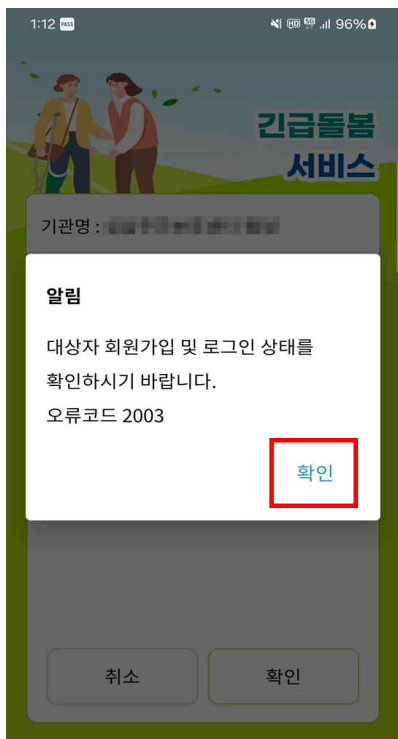 1:12 PASS HD 5G 96%
긴급돌봄
서비스
기관명 :
알림
대상자 회원가입 및 로그인 상태를
확인하시기 바랍니다.
오류코드 2003
확인
취소 확인